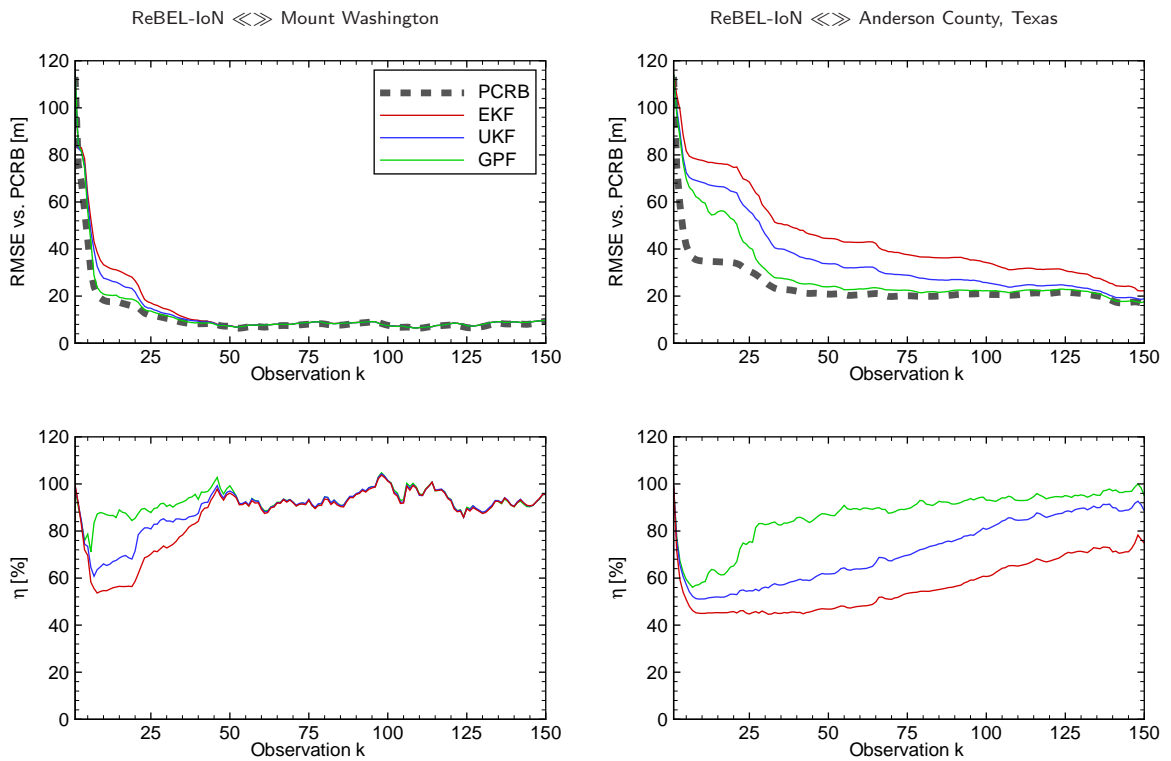 ReBEL-IoN ≪≫ Mount Washington
ReBEL-IoN ≪≫ Anderson County, Texas
RMSE vs. PCRB [m]
120
100
80
60
40
20
0
25 50 75 100 125 150
Observation k
PCRB
EKF
UKF
GPF
RMSE vs. PCRB [m]
120
100
80
60
40
20
0
25 50 75 100 125 150
Observation k
η [%]
120
100
80
60
40
20
0
25 50 75 100 125 150
Observation k
η [%]
120
100
80
60
40
20
0
25 50 75 100 125 150
Observation k